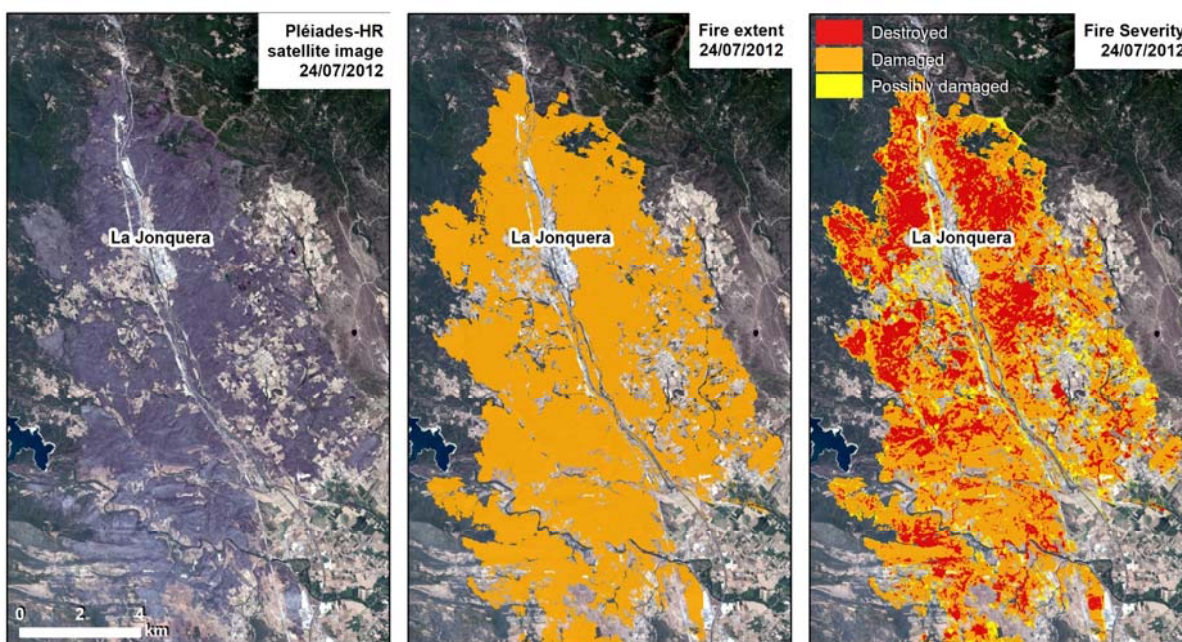 Pléiades-HR
satellite image
24/07/2012
La Jonquera
0 2 4
km
Fire extent
24/07/2012
La Jonquera
Destroyed
Damaged
Possibly damaged
Fire Severity
24/07/2012
La Jonquera